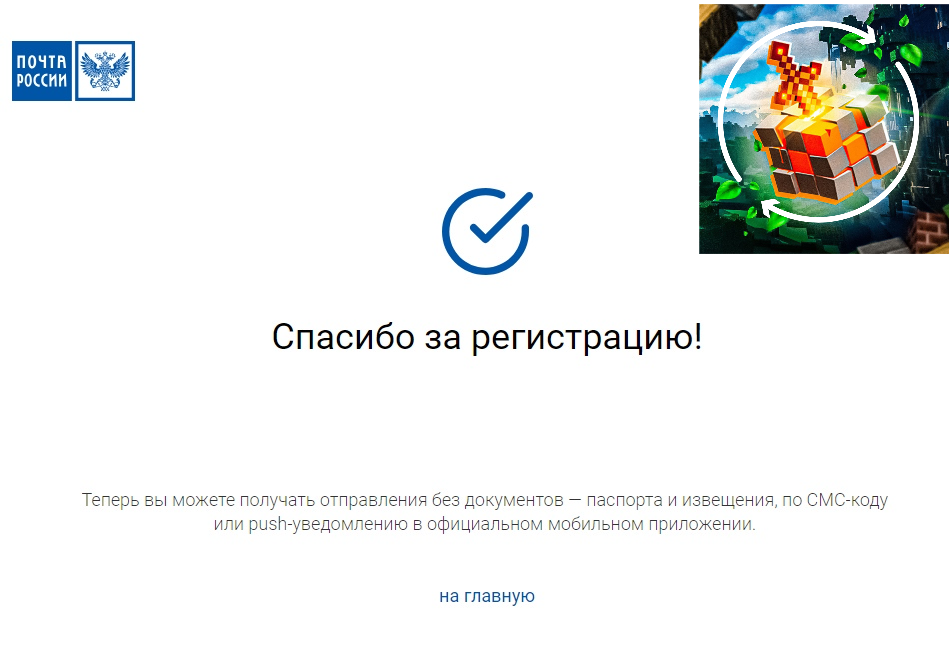 ПОЧТА
РОССИИ
Спасибо за регистрацию!
Теперь вы можете получать отправления без документов — паспорта и извещения, по СМС-коду
или push-уведомлению в официальном мобильном приложении.
на главную